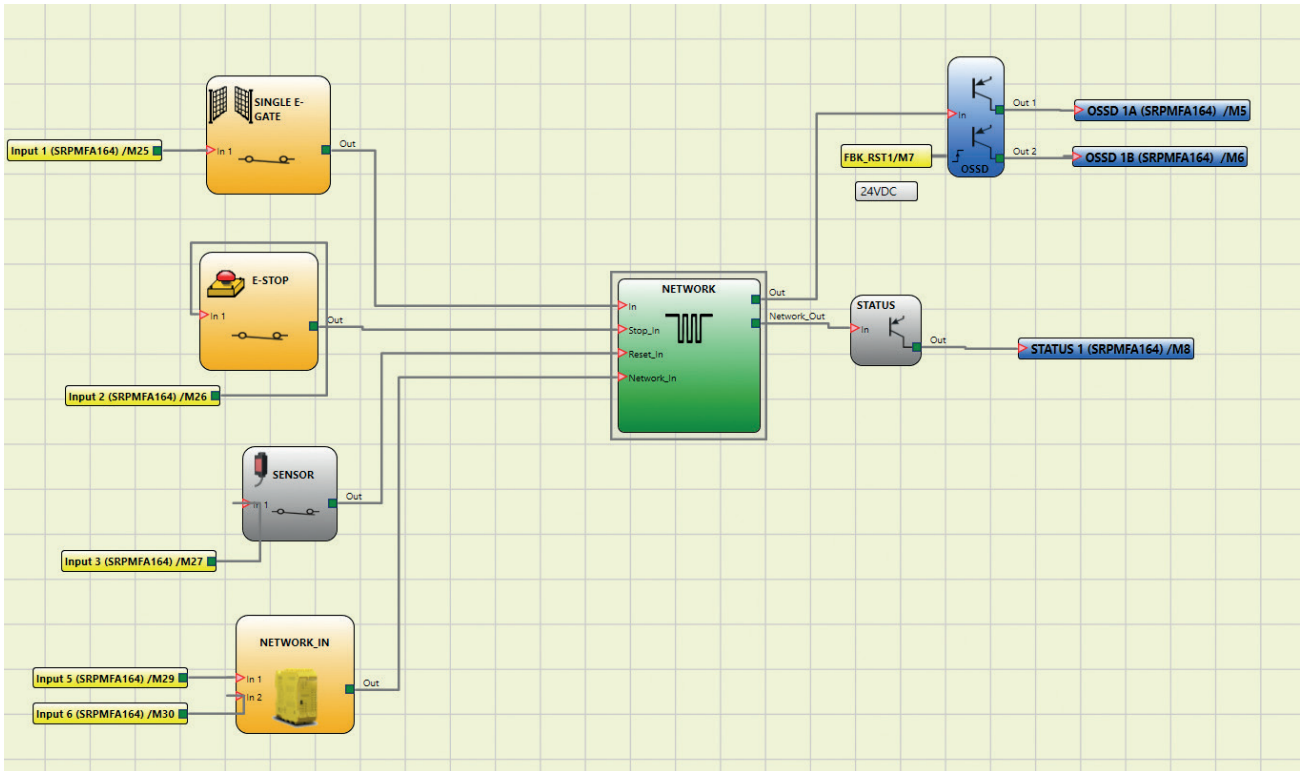 SINGLE E-
GATE
Input 1 (SRPMFA164) /M25
In 1
Out
E-STOP
In 1
Out
Input 2 (SRPMFA164) /M26
SENSOR
In 1
Out
Input 3 (SRPMFA164) /M27
NETWORK_IN
Input 5 (SRPMFA164) /M29
In 1
In 2
Out
Input 6 (SRPMFA164) /M30
NETWORK
In
Stop_In
Reset_In
Network_In
Out
Network_Out
In
Out 1
Out 2
OSSD
OSSD 1A (SRPMFA164) /M5
OSSD 1B (SRPMFA164) /M6
FBK_RST1/M7
24VDC
STATUS
In
Out
STATUS 1 (SRPMFA164) /M8